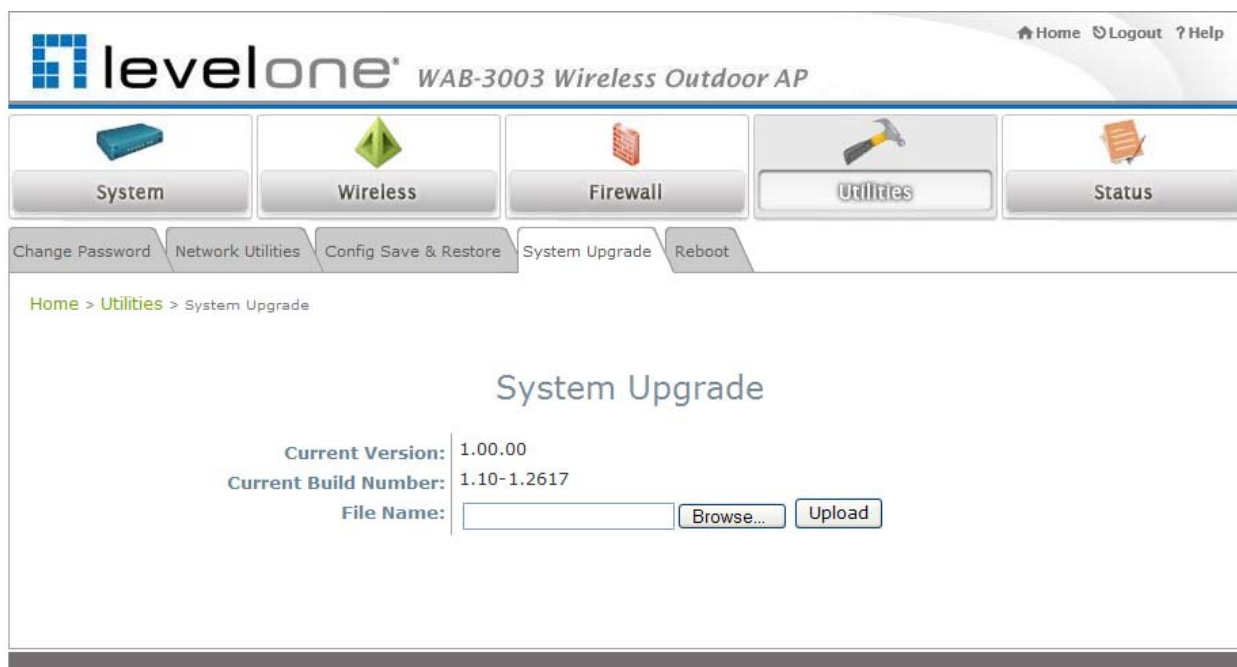 Home Logout ? Help
levelone® WAB-3003 Wireless Outdoor AP
System Wireless Firewall Utilities Status
Change Password Network Utilities Config Save & Restore System Upgrade Reboot
Home > Utilities > System Upgrade
System Upgrade
Current Version: 1.00.00
Current Build Number: 1.10-1.2617
File Name: Browse... Upload